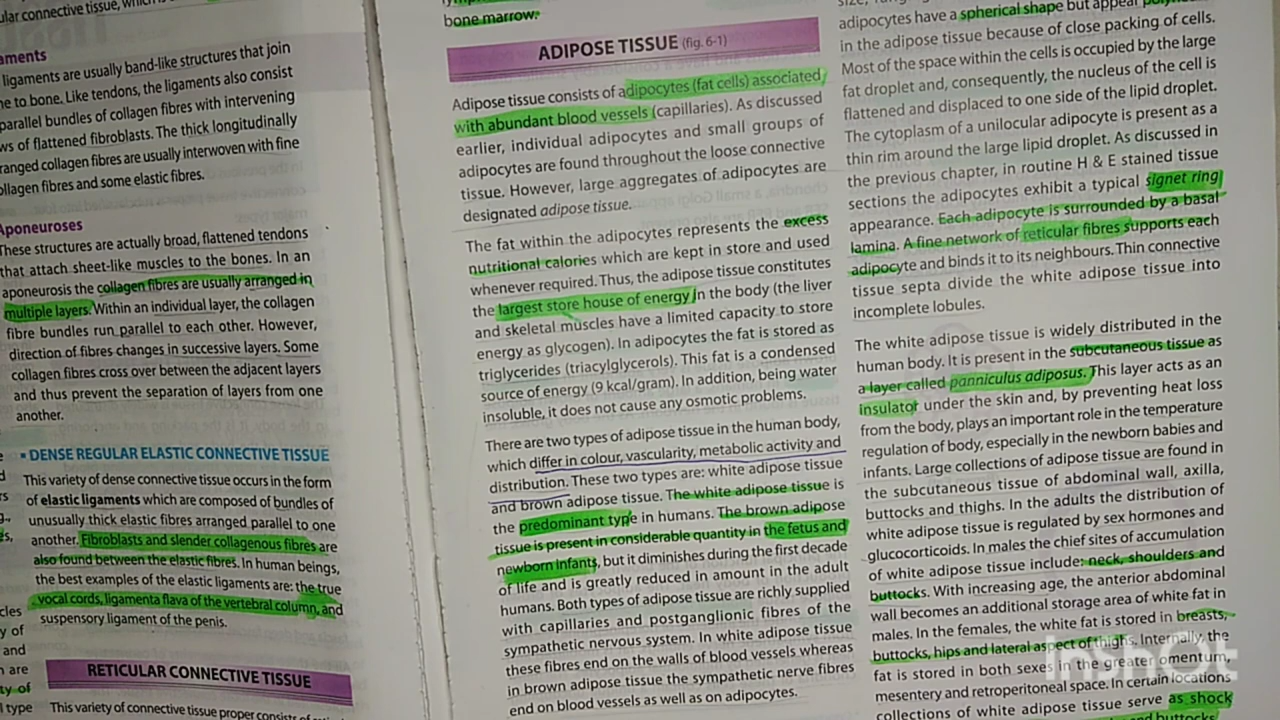 ular connective tissue, which is
aments
ligaments are usually band-like structures that join
ne to bone. Like tendons, the ligaments also consist
parallel bundles of collagen fibres with intervening
ws of flattened fibroblasts. The thick longitudinally
ranged collagen fibres are usually interwoven with fine
ollagen fibres and some elastic fibres.
Aponeuroses
These structures are actually broad, flattened tendons
that attach sheet-like muscles to the bones. In an
aponeurosis the collagen fibres are usually arranged in
multiple layers. Within an individual layer, the collagen
fibre bundles run parallel to each other. However,
direction of fibres changes in successive layers. Some
collagen fibres cross over between the adjacent layers
and thus prevent the separation of layers from one
another.
▪ DENSE REGULAR ELASTIC CONNECTIVE TISSUE
This variety of dense connective tissue occurs in the form
of elastic ligaments which are composed of bundles of
unusually thick elastic fibres arranged parallel to one
another. Fibroblasts and slender collagenous fibres are
also found between the elastic fibres. In human beings,
the best examples of the elastic ligaments are: the true
vocal cords, ligamenta flava of the vertebral column, and
suspensory ligament of the penis.
RETICULAR CONNECTIVE TISSUE
This variety of connective tissue proper consists of
bone marrow.
ADIPOSE TISSUE (fig. 6-1)
Adipose tissue consists of adipocytes (fat cells) associated
with abundant blood vessels (capillaries). As discussed
earlier, individual adipocytes and small groups of
adipocytes are found throughout the loose connective
tissue. However, large aggregates of adipocytes are
designated adipose tissue.
The fat within the adipocytes represents the excess
nutritional calories which are kept in store and used
whenever required. Thus, the adipose tissue constitutes
the largest store house of energy in the body (the liver
and skeletal muscles have a limited capacity to store
energy as glycogen). In adipocytes the fat is stored as
triglycerides (triacylglycerols). This fat is a condensed
source of energy (9 kcal/gram). In addition, being water
insoluble, it does not cause any osmotic problems.
There are two types of adipose tissue in the human body,
which differ in colour, vascularity, metabolic activity and
distribution. These two types are: white adipose tissue
and brown adipose tissue. The white adipose tissue is
the predominant type in humans. The brown adipose
tissue is present in considerable quantity in the fetus and
newborn infants, but it diminishes during the first decade
of life and is greatly reduced in amount in the adult
humans. Both types of adipose tissue are richly supplied
with capillaries and postganglionic fibres of the
sympathetic nervous system. In white adipose tissue
these fibres end on the walls of blood vessels whereas
in brown adipose tissue the sympathetic nerve fibres
end on blood vessels as well as on adipocytes.
adipocytes have a spherical shape but appear
in the adipose tissue because of close packing of cells.
Most of the space within the cells is occupied by the large
fat droplet and, consequently, the nucleus of the cell is
flattened and displaced to one side of the lipid droplet.
The cytoplasm of a unilocular adipocyte is present as a
thin rim around the large lipid droplet. As discussed in
the previous chapter, in routine H & E stained tissue
sections the adipocytes exhibit a typical signet ring
appearance. Each adipocyte is surrounded by a basal
lamina. A fine network of reticular fibres supports each
adipocyte and binds it to its neighbours. Thin connective
tissue septa divide the white adipose tissue into
incomplete lobules.
The white adipose tissue is widely distributed in the
human body. It is present in the subcutaneous tissue as
a layer called panniculus adiposus. This layer acts as an
insulator under the skin and, by preventing heat loss
from the body, plays an important role in the temperature
regulation of body, especially in the newborn babies and
infants. Large collections of adipose tissue are found in
the subcutaneous tissue of abdominal wall, axilla,
buttocks and thighs. In the adults the distribution of
white adipose tissue is regulated by sex hormones and
glucocorticoids. In males the chief sites of accumulation
of white adipose tissue include: neck, shoulders and
buttocks. With increasing age, the anterior abdominal
wall becomes an additional storage area of white fat in
males. In the females, the white fat is stored in breasts,
buttocks, hips and lateral aspect of thighs. Internally, the
fat is stored in both sexes in the greater omentum,
mesentery and retroperitoneal space. In certain locations
collections of white adipose tissue serve as shock
and buttocks
InShOt